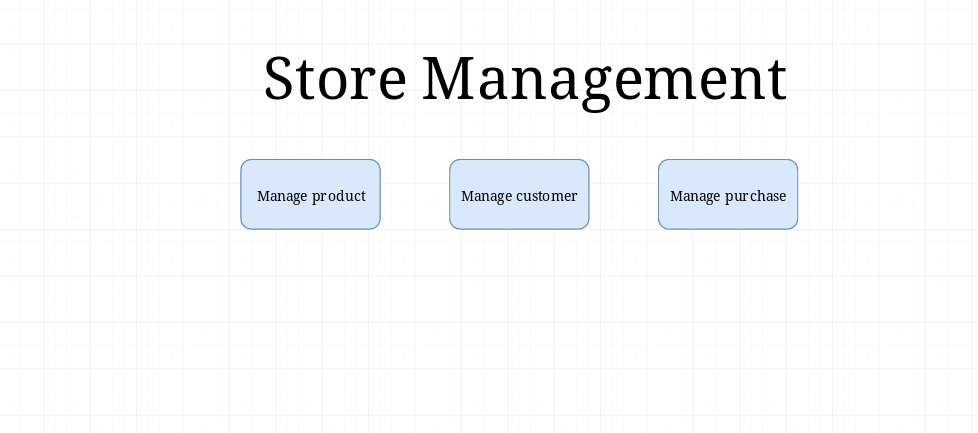 Store Management
Manage product
Manage customer
Manage purchase